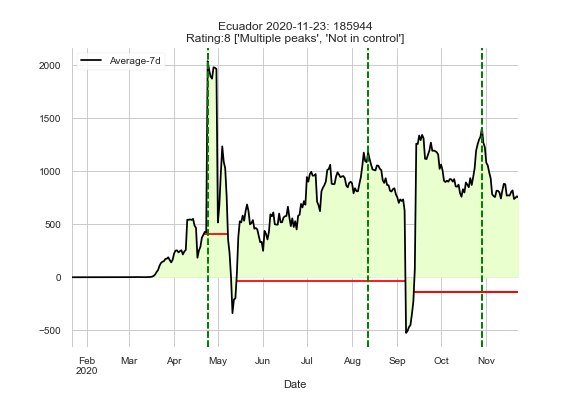 Ecuador 2020-11-23: 185944
Rating:8 ['Multiple peaks', 'Not in control']
Average-7d
2000
1500
1000
500
0
−500
Feb Mar Apr May Jun Jul Aug Sep Oct Nov
2020
Date